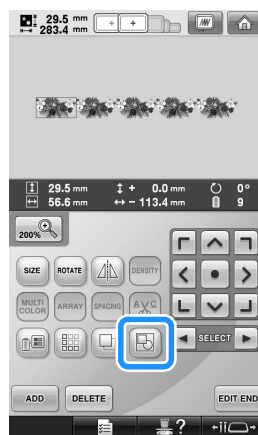 29.5 mm
283.4 mm
29.5 mm + 0.0 mm 0°
56.6 mm - 113.4 mm 9
200%
SIZE ROTATE DENSITY
MULTI COLOR ARRAY SPACING AVC
SELECT
ADD DELETE EDIT END
?